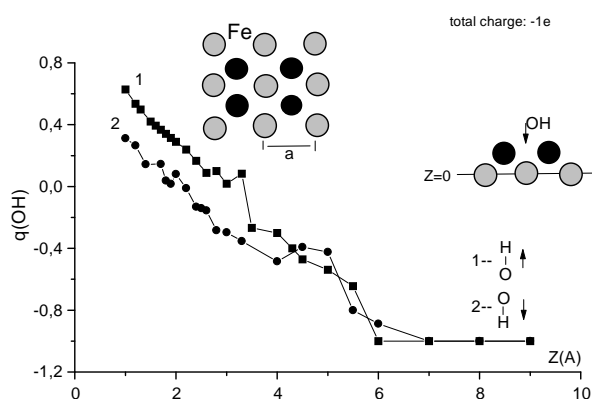 total charge: -1e
Fe
a
0,8
0,4
0,0
-0,4
-0,8
-1,2
q(OH)
1
2
OH
Z=0
H
1-- O
O
2-- H
Z(A)
0
2
4
6
8
10